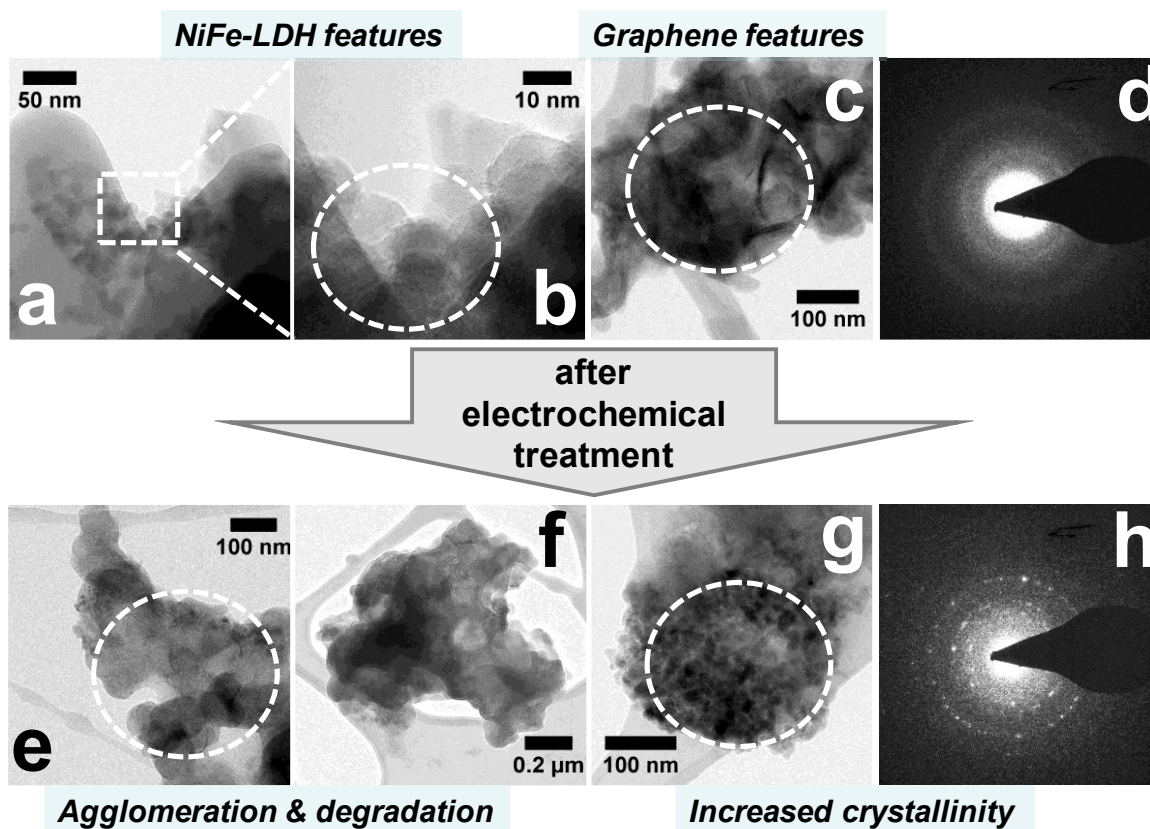 NiFe-LDH features
Graphene features
50 nm
10 nm
c
d
100 nm
a
b
after
electrochemical
treatment
100 nm
f
g
h
e
0.2 µm
100 nm
Agglomeration & degradation
Increased crystallinity